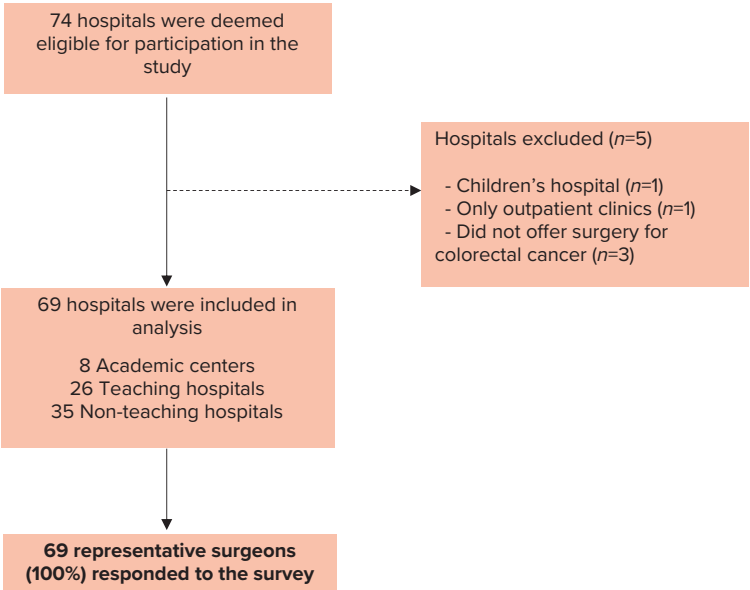 74 hospitals were deemed
eligible for participation in the
study
Hospitals excluded (n=5)
- Children's hospital (n=1)
- Only outpatient clinics (n=1)
- Did not offer surgery for
colorectal cancer (n=3)
69 hospitals were included in
analysis
8 Academic centers
26 Teaching hospitals
35 Non-teaching hospitals
69 representative surgeons
(100%) responded to the survey